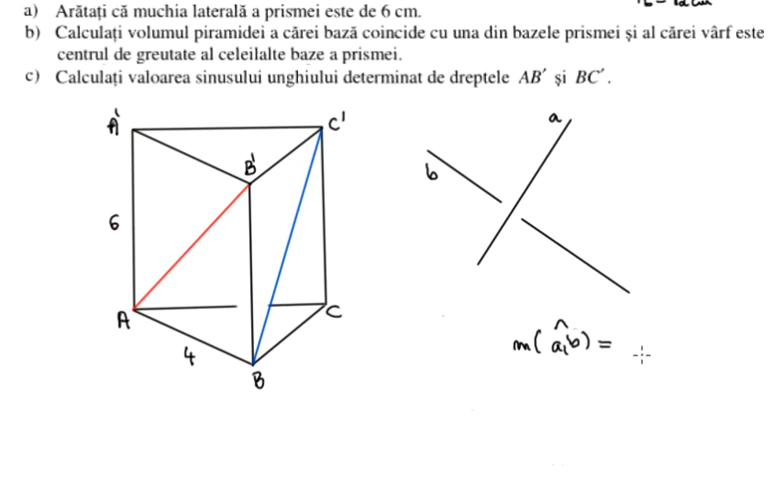 a) Arătați că muchia laterală a prismei este de 6 cm.
b) Calculați volumul piramidei a cărei bază coincide cu una din bazele prismei și al cărei vârf este
centrul de greutate al celeilalte baze a prismei.
c) Calculați valoarea sinusului unghiului determinat de dreptele AB′ și BC′.
A' C'
B'
6
A C
4
B
a
b
m(a,b) =